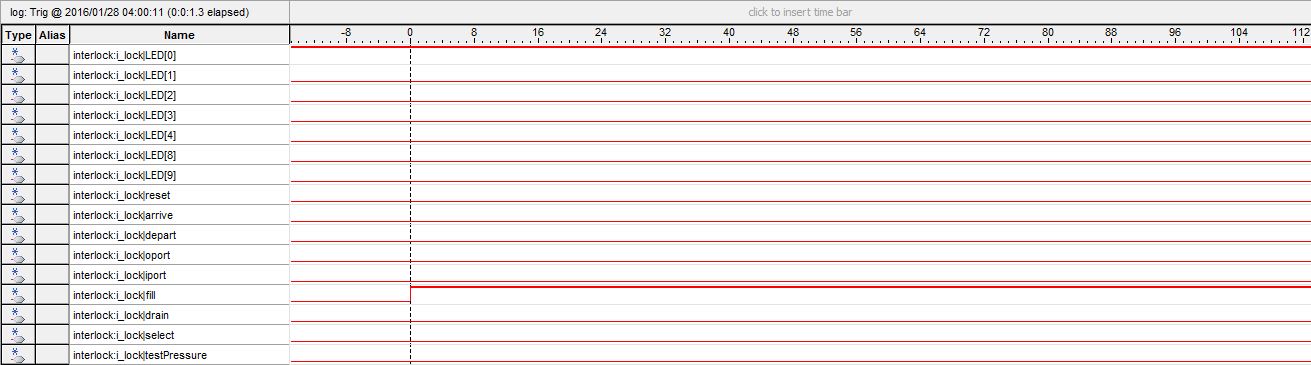 log: Trig @ 2016/01/28 04:00:11 (0:0:1.3 elapsed) click to insert time bar
Type Alias Name -8 0 8 16 24 32 40 48 56 64 72 80 88 96 104 112
interlock:i_lock|LED[0]
interlock:i_lock|LED[1]
interlock:i_lock|LED[2]
interlock:i_lock|LED[3]
interlock:i_lock|LED[4]
interlock:i_lock|LED[8]
interlock:i_lock|LED[9]
interlock:i_lock|reset
interlock:i_lock|arrive
interlock:i_lock|depart
interlock:i_lock|oport
interlock:i_lock|iport
interlock:i_lock|fill
interlock:i_lock|drain
interlock:i_lock|select
interlock:i_lock|testPressure